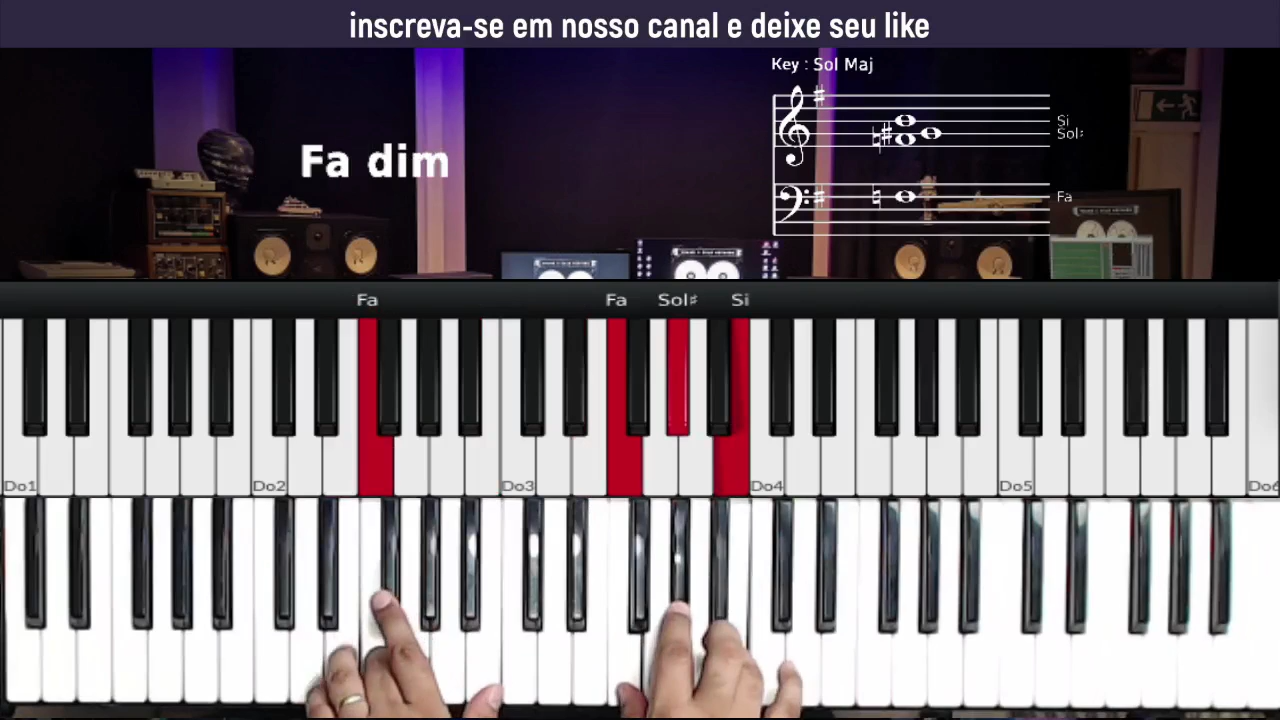 inscreva-se em nosso canal e deixe seu like
Key : Sol Maj
Fa dim
Si
Sol♯
Fa
Fa
Fa
Sol♯
Si
Do1
Do2
Do3
Do4
Do5
Do6